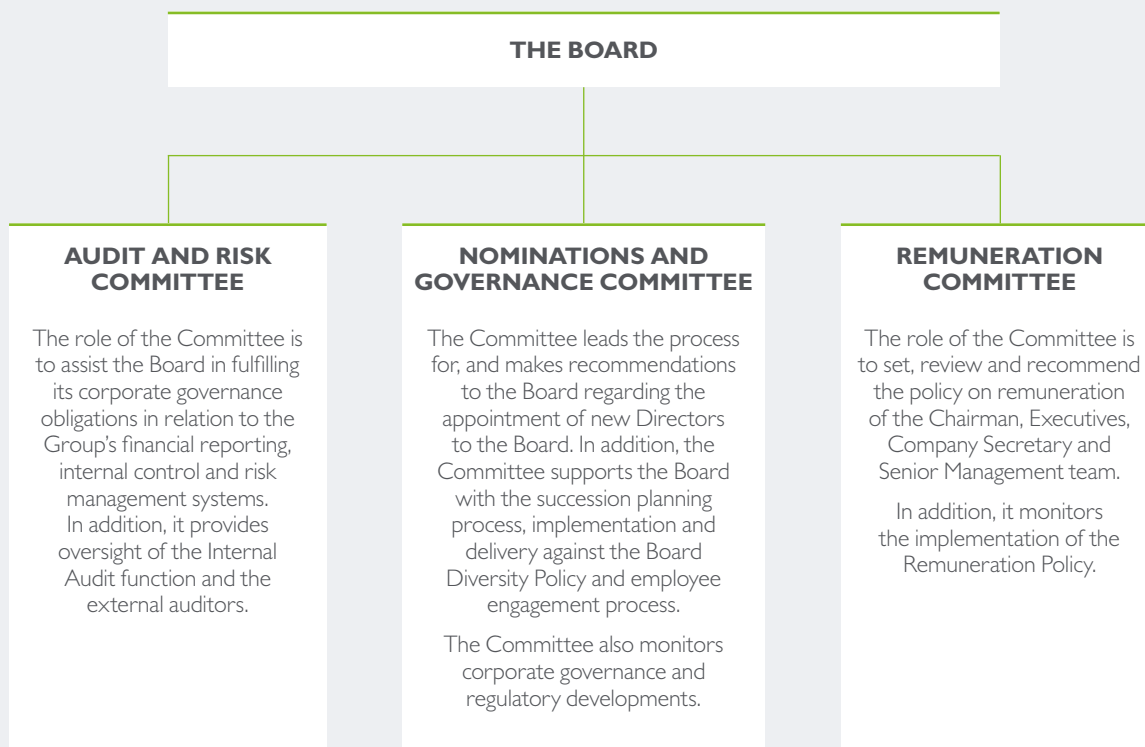 THE BOARD
AUDIT AND RISK
COMMITTEE
The role of the Committee is
to assist the Board in fulfilling
its corporate governance
obligations in relation to the
Group's financial reporting,
internal control and risk
management systems.
In addition, it provides
oversight of the Internal
Audit function and the
external auditors.
NOMINATIONS AND
GOVERNANCE COMMITTEE
The Committee leads the process
for, and makes recommendations
to the Board regarding the
appointment of new Directors
to the Board. In addition, the
Committee supports the Board
with the succession planning
process, implementation and
delivery against the Board
Diversity Policy and employee
engagement process.
The Committee also monitors
corporate governance and
regulatory developments.
REMUNERATION
COMMITTEE
The role of the Committee is
to set, review and recommend
the policy on remuneration
of the Chairman, Executives,
Company Secretary and
Senior Management team.
In addition, it monitors
the implementation of the
Remuneration Policy.